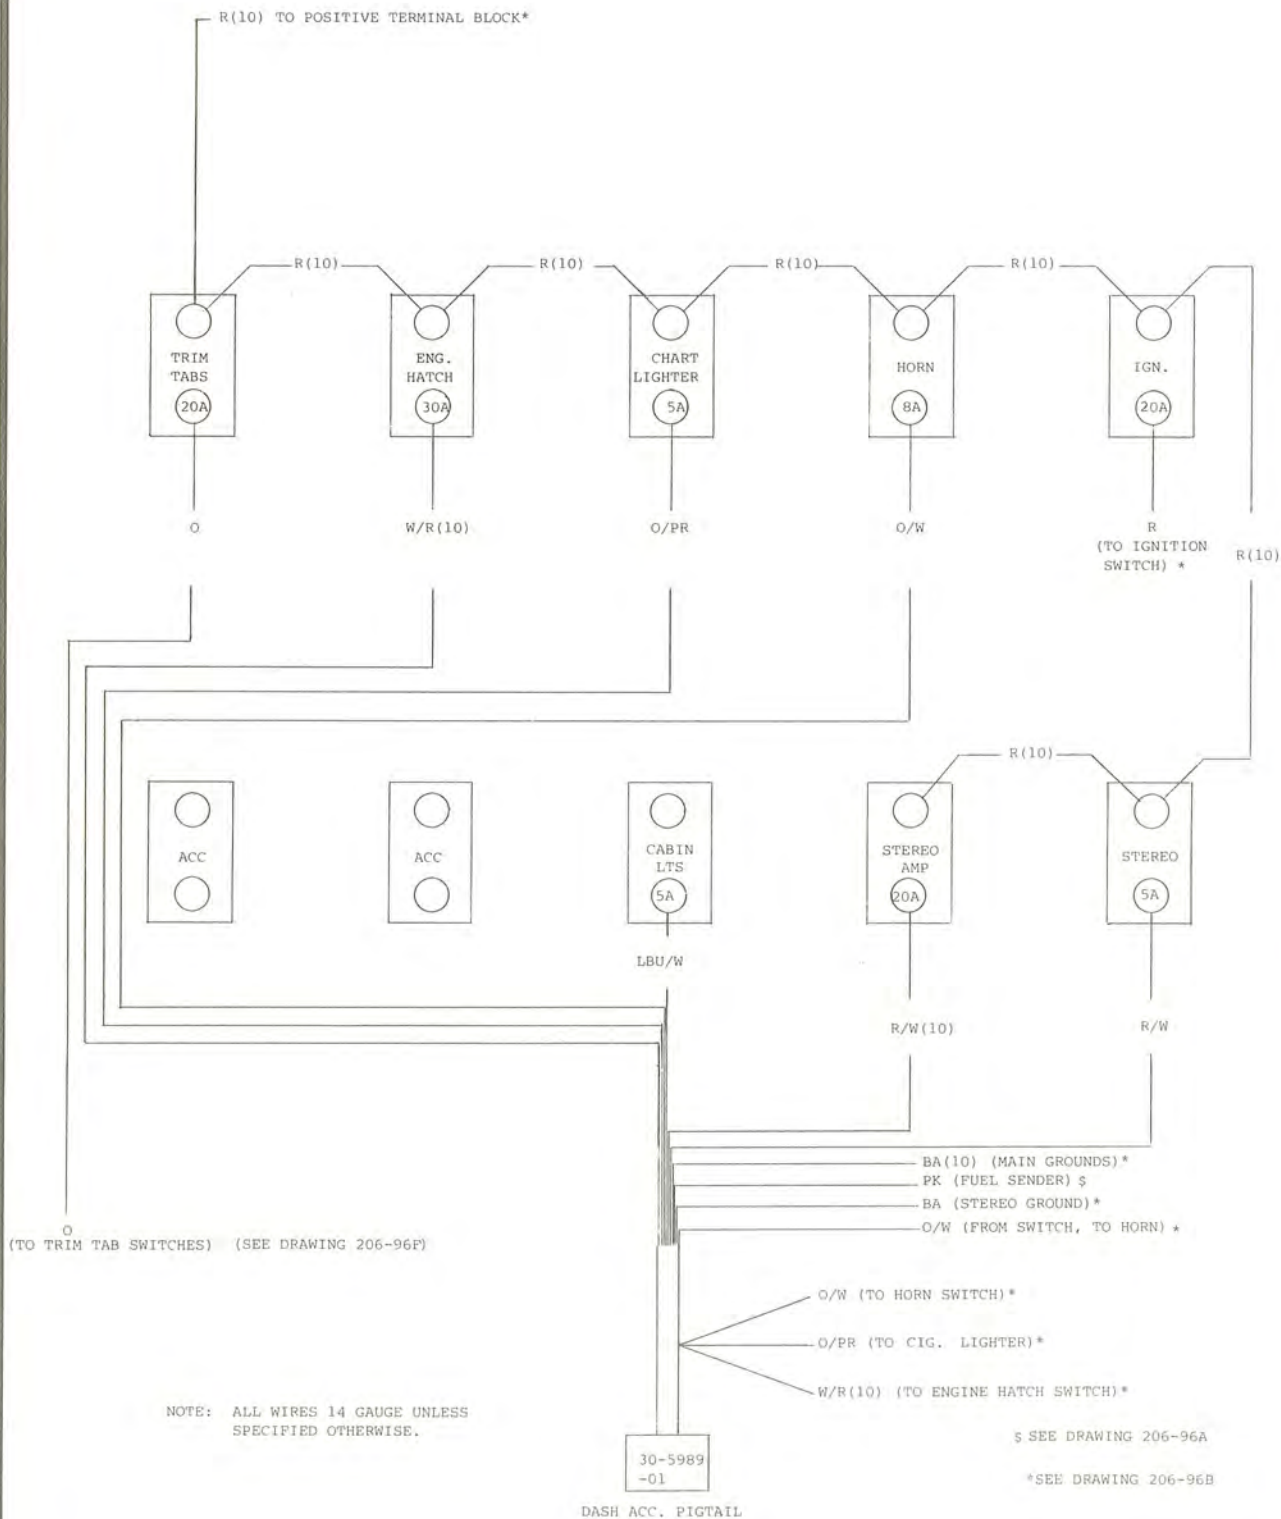 R(10) TO POSITIVE TERMINAL BLOCK*
R(10)
R(10)
R(10)
R(10)
TRIM
TABS
20A
ENG.
HATCH
30A
CHART
LIGHTER
5A
HORN
8A
IGN.
20A
O
W/R(10)
O/PR
O/W
R
(TO IGNITION
SWITCH) *
R(10)
R(10)
ACC
ACC
CABIN
LTS
5A
STEREO
AMP
20A
STEREO
5A
LBU/W
R/W(10)
R/W
BA(10) (MAIN GROUNDS)*
PK (FUEL SENDER) $
BA (STEREO GROUND)*
O/W (FROM SWITCH, TO HORN) *
O
(TO TRIM TAB SWITCHES) (SEE DRAWING 206-96F)
O/W (TO HORN SWITCH)*
O/PR (TO CIG. LIGHTER)*
W/R(10) (TO ENGINE HATCH SWITCH)*
NOTE: ALL WIRES 14 GAUGE UNLESS
SPECIFIED OTHERWISE.
$ SEE DRAWING 206-96A
*SEE DRAWING 206-96B
30-5989
-01
DASH ACC. PIGTAIL